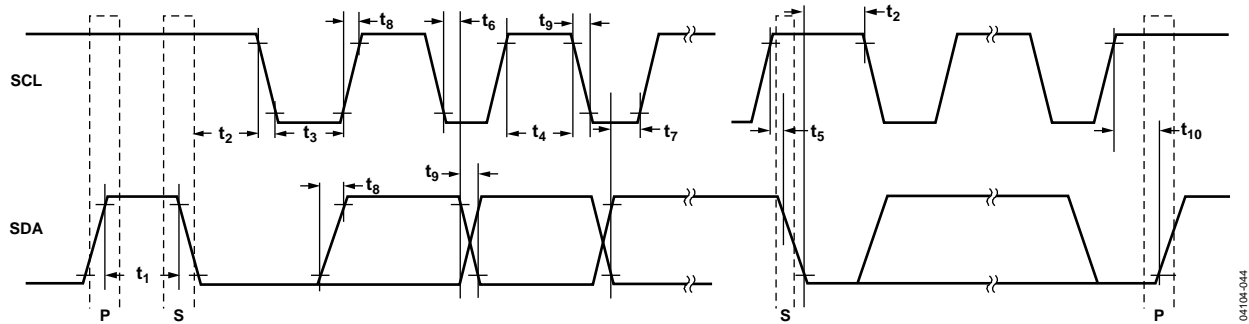 t8 t6 t9 t2
SCL
t2 t3 t4 t7 t5 t10
t9
t8
SDA
t1
P S S P
04104-044